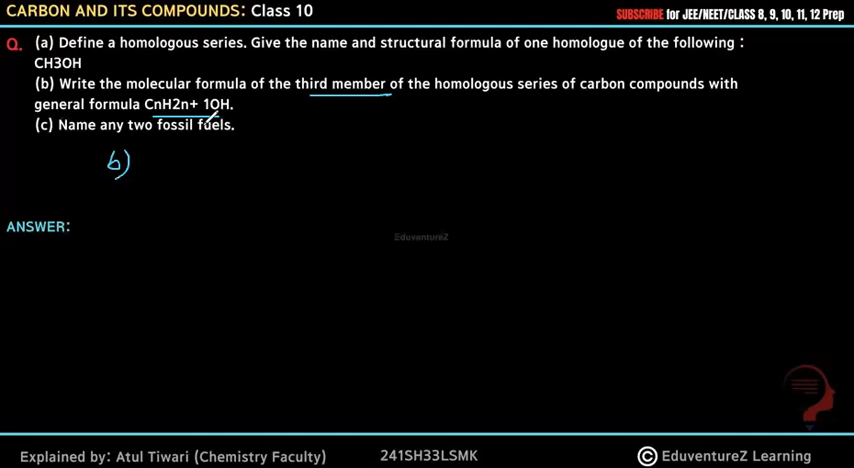 CARBON AND ITS COMPOUNDS: Class 10
SUBSCRIBE for JEE/NEET/CLASS 8, 9, 10, 11, 12 Prep
Q. (a) Define a homologous series. Give the name and structural formula of one homologue of the following :
CH3OH
(b) Write the molecular formula of the third member of the homologous series of carbon compounds with
general formula CnH2n+ 1OH.
(c) Name any two fossil fuels.
b)
ANSWER:
EduventureZ
Explained by: Atul Tiwari (Chemistry Faculty)
241SH33LSMK
© EduventureZ Learning